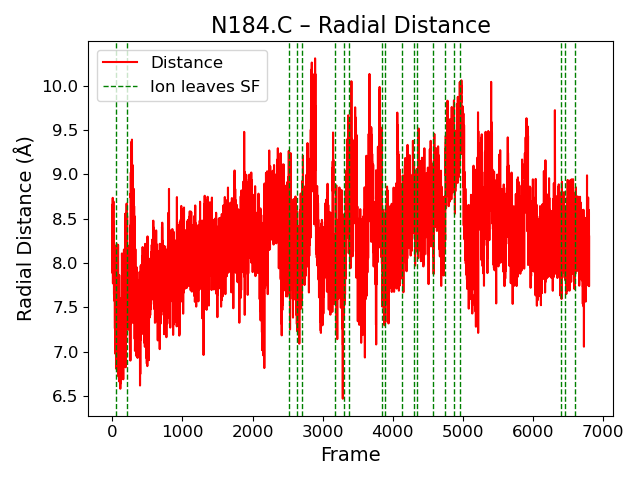 N184.C – Radial Distance
Distance
Ion leaves SF
Radial Distance (Å)
10.0
9.5
9.0
8.5
8.0
7.5
7.0
6.5
0 1000 2000 3000 4000 5000 6000 7000
Frame